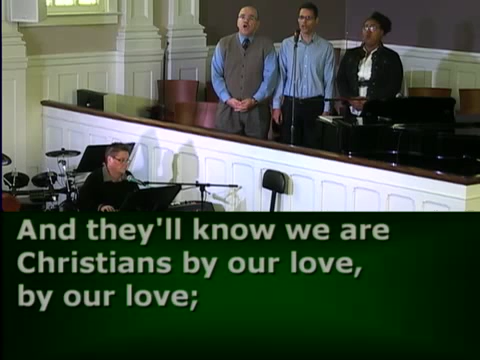 And they'll know we are
Christians by our love,
by our love;